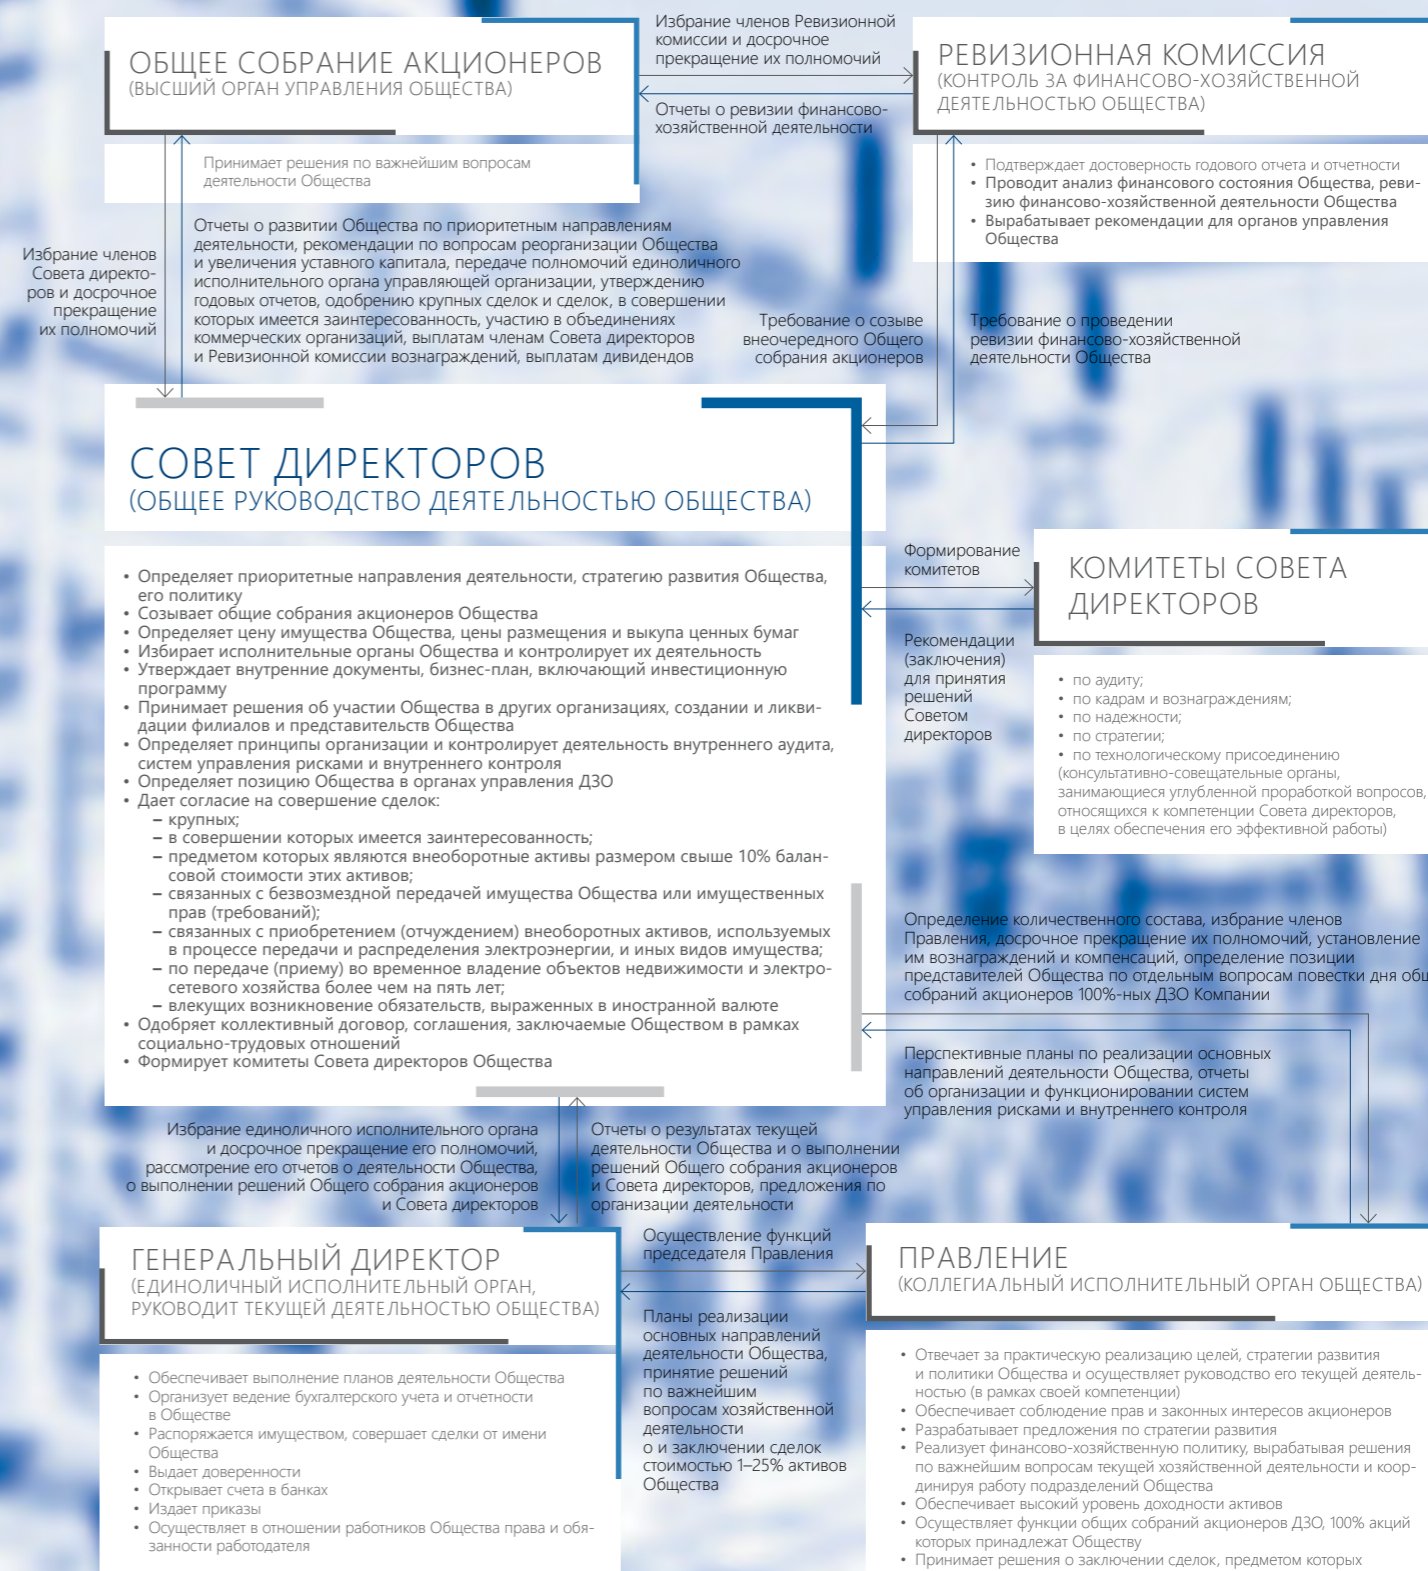 ОБЩЕЕ СОБРАНИЕ АКЦИОНЕРОВ
(ВЫСШИЙ ОРГАН УПРАВЛЕНИЯ ОБЩЕСТВА)
Принимает решения по важнейшим вопросам
деятельности Общества
Избрание членов Ревизионной
комиссии и досрочное
прекращение их полномочий
Отчеты о ревизии финансово-
хозяйственной деятельности
РЕВИЗИОННАЯ КОМИССИЯ
(КОНТРОЛЬ ЗА ФИНАНСОВО-ХОЗЯЙСТВЕННОЙ
ДЕЯТЕЛЬНОСТЬЮ ОБЩЕСТВА)
• Подтверждает достоверность годового отчета и отчетности
• Проводит анализ финансового состояния Общества, реви-
зию финансово-хозяйственной деятельности Общества
• Вырабатывает рекомендации для органов управления
Общества
Избрание членов
Совета директо-
ров и досрочное
прекращение
их полномочий
Отчеты о развитии Общества по приоритетным направлениям
деятельности, рекомендации по вопросам реорганизации Общества
и увеличения уставного капитала, передаче полномочий единоличного
исполнительного органа управляющей организации, утверждению
годовых отчетов, одобрению крупных сделок и сделок, в совершении
которых имеется заинтересованность, участию в объединениях
коммерческих организаций, выплатам членам Совета директоров
и Ревизионной комиссии вознаграждений, выплатам дивидендов
Требование о созыве
внеочередного Общего
собрания акционеров
Требование о проведении
ревизии финансово-хозяйственной
деятельности Общества
СОВЕТ ДИРЕКТОРОВ
(ОБЩЕЕ РУКОВОДСТВО ДЕЯТЕЛЬНОСТЬЮ ОБЩЕСТВА)
• Определяет приоритетные направления деятельности, стратегию развития Общества,
его политику
• Созывает общие собрания акционеров Общества
• Определяет цену имущества Общества, цены размещения и выкупа ценных бумаг
• Избирает исполнительные органы Общества и контролирует их деятельность
• Утверждает внутренние документы, бизнес-план, включающий инвестиционную
программу
• Принимает решения об участии Общества в других организациях, создании и ликви-
дации филиалов и представительств Общества
• Определяет принципы организации и контролирует деятельность внутреннего аудита,
систем управления рисками и внутреннего контроля
• Определяет позицию Общества в органах управления ДЗО
• Дает согласие на совершение сделок:
– крупных;
– в совершении которых имеется заинтересованность;
– предметом которых являются внеоборотные активы размером свыше 10% балан-
совой стоимости этих активов;
– связанных с безвозмездной передачей имущества Общества или имущественных
прав (требований);
– связанных с приобретением (отчуждением) внеоборотных активов, используемых
в процессе передачи и распределения электроэнергии, и иных видов имущества;
– по передаче (приему) во временное владение объектов недвижимости и электро-
сетевого хозяйства более чем на пять лет;
– влекущих возникновение обязательств, выраженных в иностранной валюте
• Одобряет коллективный договор, соглашения, заключаемые Обществом в рамках
социально-трудовых отношений
• Формирует комитеты Совета директоров Общества
Формирование
комитетов
Рекомендации
(заключения)
для принятия
решений
Советом
директоров
КОМИТЕТЫ СОВЕТА
ДИРЕКТОРОВ
• по аудиту;
• по кадрам и вознаграждениям;
• по надежности;
• по стратегии;
• по технологическому присоединению
(консультативно-совещательные органы,
занимающиеся углубленной проработкой вопросов,
относящихся к компетенции Совета директоров,
в целях обеспечения его эффективной работы)
Определение количественного состава, избрание членов
Правления, досрочное прекращение их полномочий, установление
им вознаграждений и компенсаций, определение позиции
представителей Общества по отдельным вопросам повестки дня общ
собраний акционеров 100%-ных ДЗО Компании
Перспективные планы по реализации основных
направлений деятельности Общества, отчеты
об организации и функционировании систем
управления рисками и внутреннего контроля
Избрание единоличного исполнительного органа
и досрочное прекращение его полномочий,
рассмотрение его отчетов о деятельности Общества,
о выполнении решений Общего собрания акционеров
и Совета директоров
Отчеты о результатах текущей
деятельности Общества и о выполнении
решений Общего собрания акционеров
и Совета директоров, предложения по
организации деятельности
ГЕНЕРАЛЬНЫЙ ДИРЕКТОР
(ЕДИНОЛИЧНЫЙ ИСПОЛНИТЕЛЬНЫЙ ОРГАН,
РУКОВОДИТ ТЕКУЩЕЙ ДЕЯТЕЛЬНОСТЬЮ ОБЩЕСТВА)
• Обеспечивает выполнение планов деятельности Общества
• Организует ведение бухгалтерского учета и отчетности
в Обществе
• Распоряжается имуществом, совершает сделки от имени
Общества
• Выдает доверенности
• Открывает счета в банках
• Издает приказы
• Осуществляет в отношении работников Общества права и обя-
занности работодателя
Осуществление функций
председателя Правления
Планы реализации
основных направлений
деятельности Общества,
принятие решений
по важнейшим
вопросам хозяйственной
деятельности
о и заключении сделок
стоимостью 1–25% активов
Общества
ПРАВЛЕНИЕ
(КОЛЛЕГИАЛЬНЫЙ ИСПОЛНИТЕЛЬНЫЙ ОРГАН ОБЩЕСТВА)
• Отвечает за практическую реализацию целей, стратегии развития
и политики Общества и осуществляет руководство его текущей деятель-
ностью (в рамках своей компетенции)
• Обеспечивает соблюдение прав и законных интересов акционеров
• Разрабатывает предложения по стратегии развития
• Реализует финансово-хозяйственную политику, вырабатывая решения
по важнейшим вопросам текущей хозяйственной деятельности и коор-
динируя работу подразделений Общества
• Обеспечивает высокий уровень доходности активов
• Осуществляет функции общих собраний акционеров ДЗО, 100% акций
которых принадлежат Обществу
• Принимает решения о заключении сделок, предметом которых